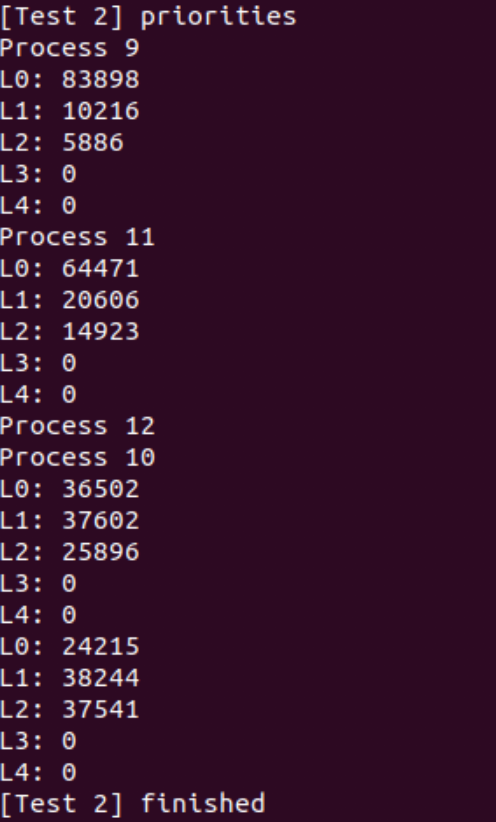 [Test 2] priorities
Process 9
L0: 83898
L1: 10216
L2: 5886
L3: 0
L4: 0
Process 11
L0: 64471
L1: 20606
L2: 14923
L3: 0
L4: 0
Process 12
Process 10
L0: 36502
L1: 37602
L2: 25896
L3: 0
L4: 0
L0: 24215
L1: 38244
L2: 37541
L3: 0
L4: 0
[Test 2] finished